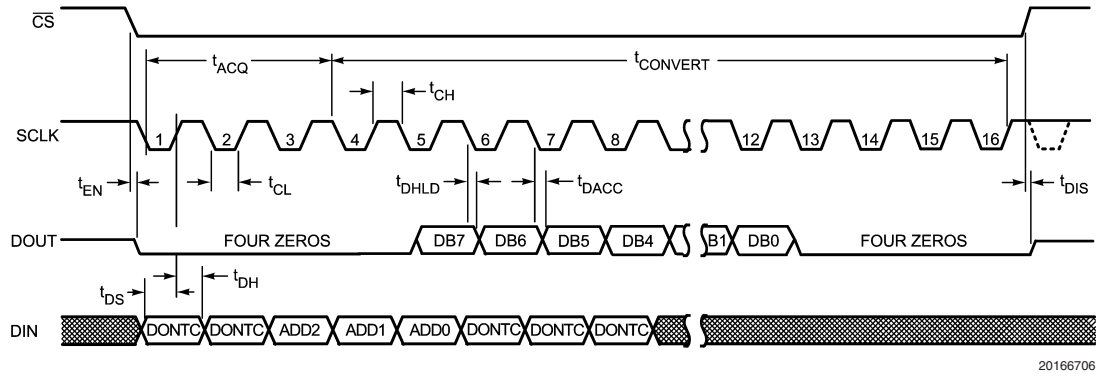 CS
tACQ
tCONVERT
tCH
SCLK
1 2 3 4 5 6 7 8 12 13 14 15 16
tEN
tCL
tDHLD
tDACC
tDIS
DOUT
FOUR ZEROS
DB7 DB6 DB5 DB4 B1 DB0
FOUR ZEROS
tDS
tDH
DIN
DONTC DONTC ADD2 ADD1 ADD0 DONTC DONTC DONTC
20166706